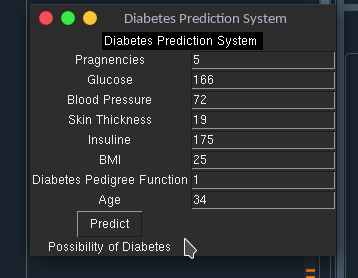 Diabetes Prediction System
Diabetes Prediction System
Pragnencies 5
Glucose 166
Blood Pressure 72
Skin Thickness 19
Insuline 175
BMI 25
Diabetes Pedigree Function 1
Age 34
Predict
Possibility of Diabetes